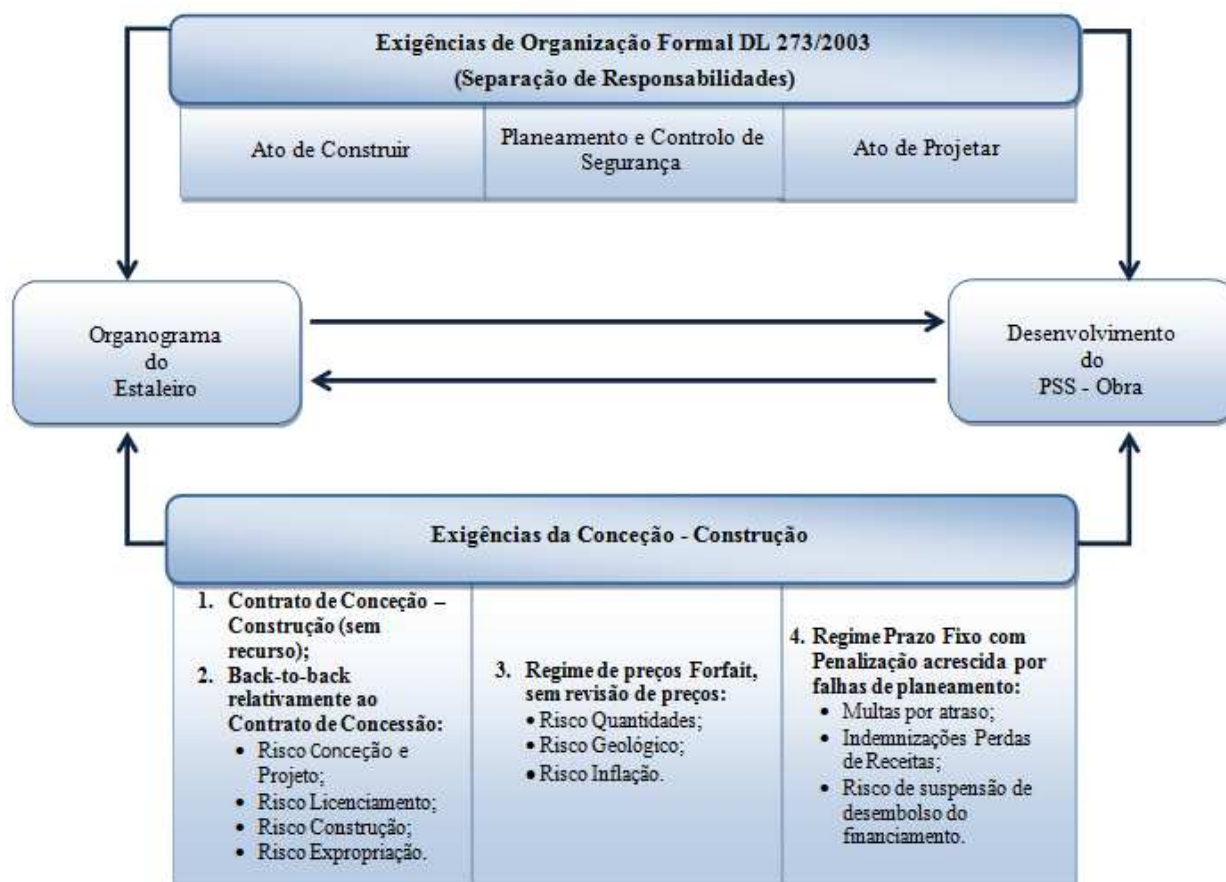 Exigências de Organização Formal DL 273/2003
(Separação de Responsabilidades)
Ato de Construir
Planeamento e Controlo de
Segurança
Ato de Projetar
Organograma
do
Estaleiro
Desenvolvimento
do
PSS - Obra
Exigências da Conceção - Construção
1. Contrato de Conceção –
Construção (sem
recurso);
2. Back-to-back
relativamente ao
Contrato de Concessão:
• Risco Conceção e
Projeto;
• Risco Licenciamento;
• Risco Construção;
• Risco Expropriação.
3. Regime de preços Forfait,
sem revisão de preços:
• Risco Quantidades;
• Risco Geológico;
• Risco Inflação.
4. Regime Prazo Fixo com
Penalização acrescida por
falhas de planeamento:
• Multas por atraso;
• Indemnizações Perdas
de Receitas;
• Risco de suspensão de
desembolso do
financiamento.